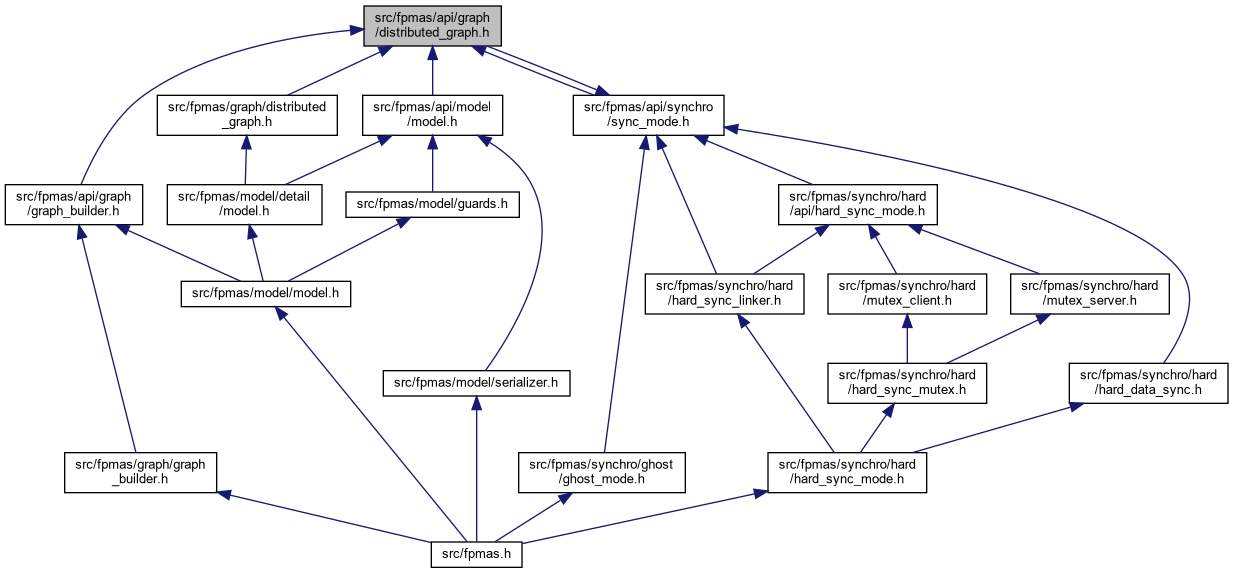 src/fpmas/api/graph
/distributed_graph.h
src/fpmas/graph/distributed
_graph.h
src/fpmas/api/model
/model.h
src/fpmas/api/synchro
/sync_mode.h
src/fpmas/api/graph
/graph_builder.h
src/fpmas/model/detail
/model.h
src/fpmas/model/guards.h
src/fpmas/synchro/hard
/api/hard_sync_mode.h
src/fpmas/model/model.h
src/fpmas/synchro/hard
/hard_sync_linker.h
src/fpmas/synchro/hard
/mutex_client.h
src/fpmas/synchro/hard
/mutex_server.h
src/fpmas/model/serializer.h
src/fpmas/synchro/hard
/hard_sync_mutex.h
src/fpmas/synchro/hard
/hard_data_sync.h
src/fpmas/graph/graph
_builder.h
src/fpmas/synchro/ghost
/ghost_mode.h
src/fpmas/synchro/hard
/hard_sync_mode.h
src/fpmas.h